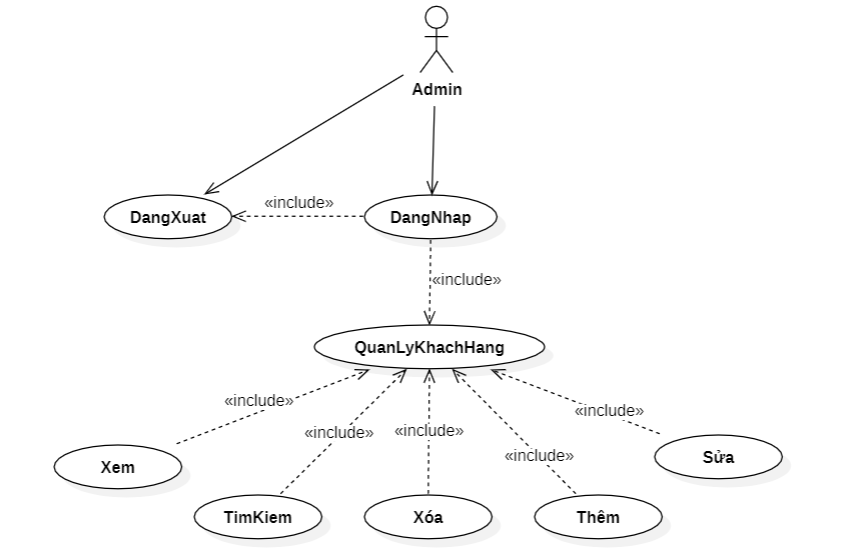 Admin
«include»
DangXuat
DangNhap
«include»
QuanLyKhachHang
«include»
«include»
«include»
«include»
«include»
Xem
Sửa
TimKiem
Xóa
Thêm